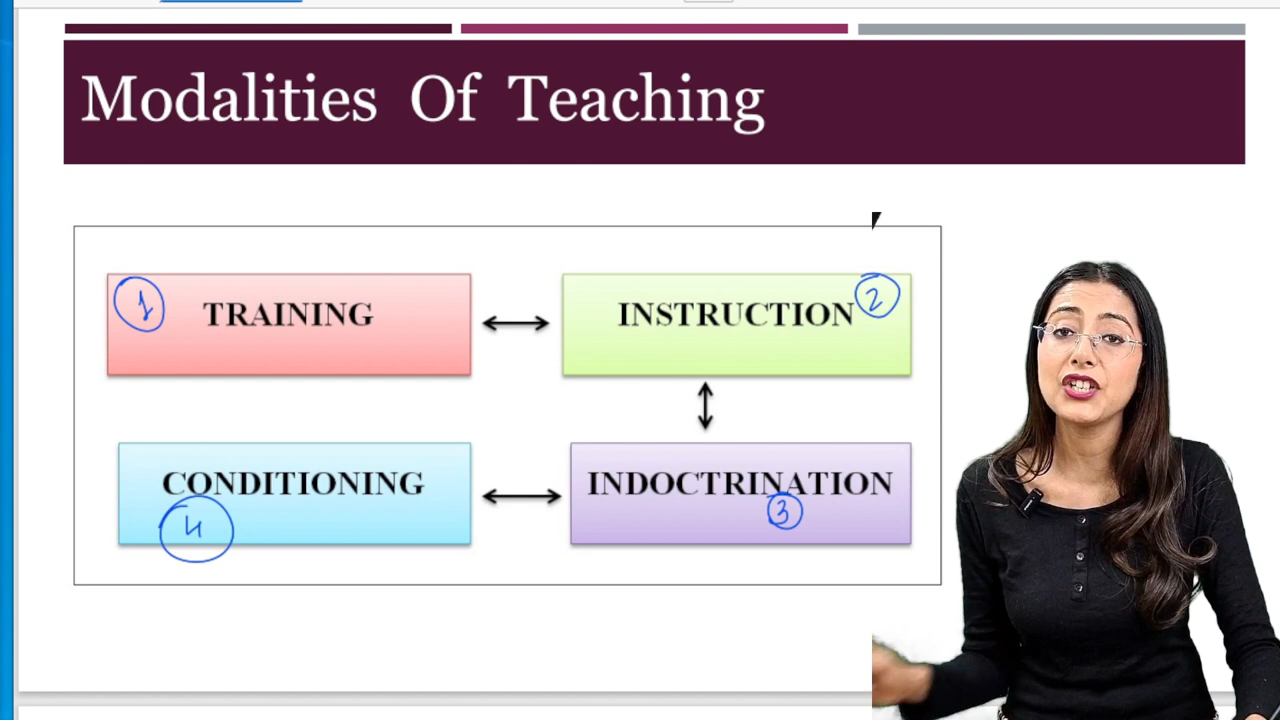 Modalities Of Teaching
1 TRAINING
INSTRUCTION 2
CONDITIONING
4
INDOCTRINATION
3